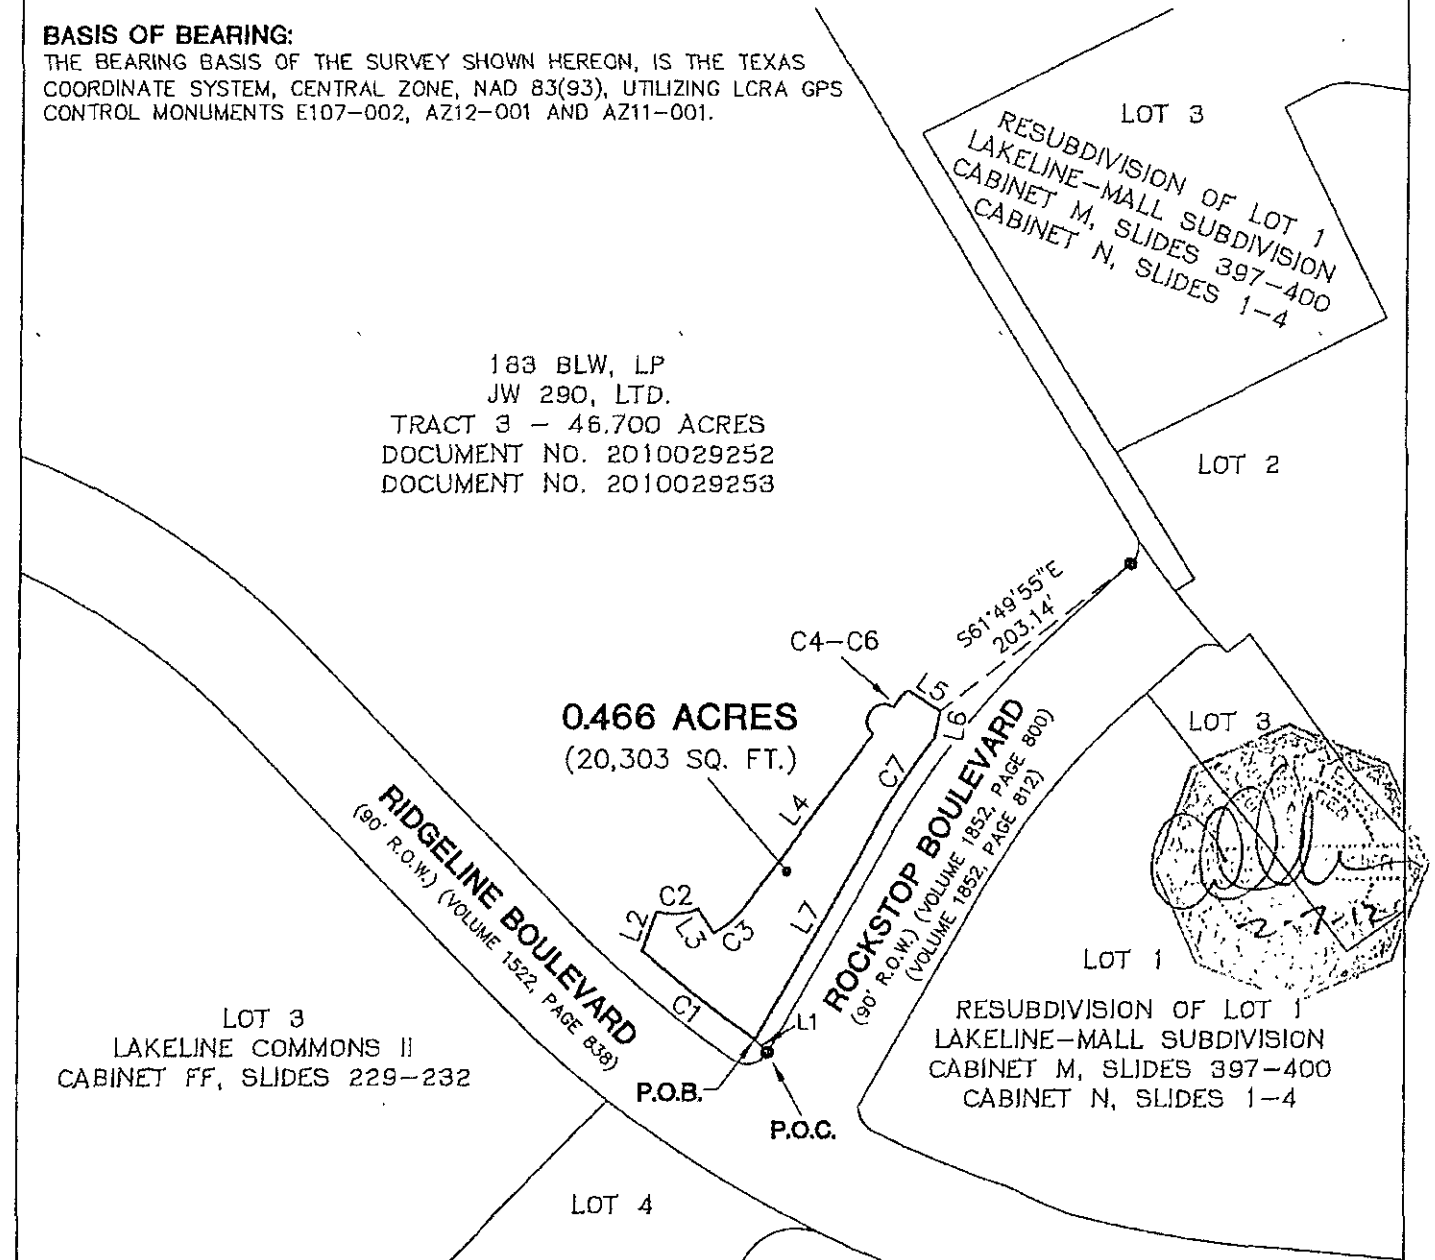 BASIS OF BEARING:
THE BEARING BASIS OF THE SURVEY SHOWN HEREON, IS THE TEXAS
COORDINATE SYSTEM, CENTRAL ZONE, NAD 83(93), UTILIZING LCRA GPS
CONTROL MONUMENTS E107-002, AZ12-001 AND AZ11-001.
LOT 3
RESUBDIVISION OF LOT 1
LAKELINE-MALL SUBDIVISION
CABINET M, SLIDES 397-400
CABINET N, SLIDES 1-4
183 BLW, LP
JW 290, LTD.
TRACT 3 - 46.700 ACRES
DOCUMENT NO. 2010029252
DOCUMENT NO. 2010029253
LOT 2
S61°49'55"E
203.14'
C4-C6
L5
L6
0.466 ACRES
(20,303 SQ. FT.)
C7
L4
LOT 3
RIDGELINE BOULEVARD
(90' R.O.W.) (VOLUME 1522, PAGE 838)
ROCKSTOP BOULEVARD
(90' R.O.W.) (VOLUME 1852, PAGE 800)
(VOLUME 1852, PAGE 812)
C2
L2
L3
C3
L7
2-7-12
C1
L1
P.O.B.
P.O.C.
LOT 3
LAKELINE COMMONS II
CABINET FF, SLIDES 229-232
LOT 1
RESUBDIVISION OF LOT 1
LAKELINE-MALL SUBDIVISION
CABINET M, SLIDES 397-400
CABINET N, SLIDES 1-4
LOT 4